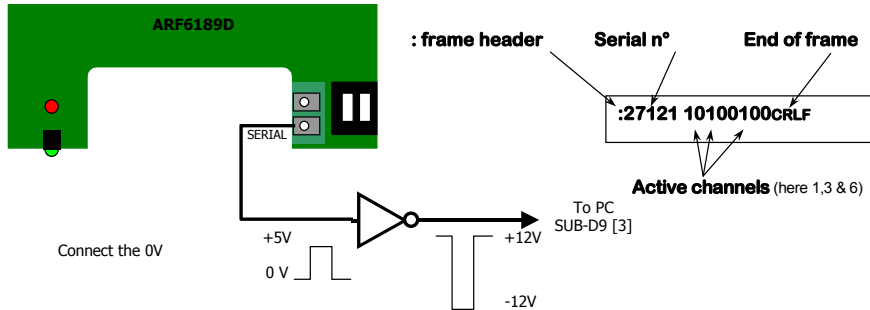 ARF6189D
SERIAL
Connect the 0V
+5V
0 V
+12V
-12V
To PC
SUB-D9 [3]
: frame header
Serial n°
End of frame
:27121 10100100CRLF
Active channels (here 1,3 & 6)